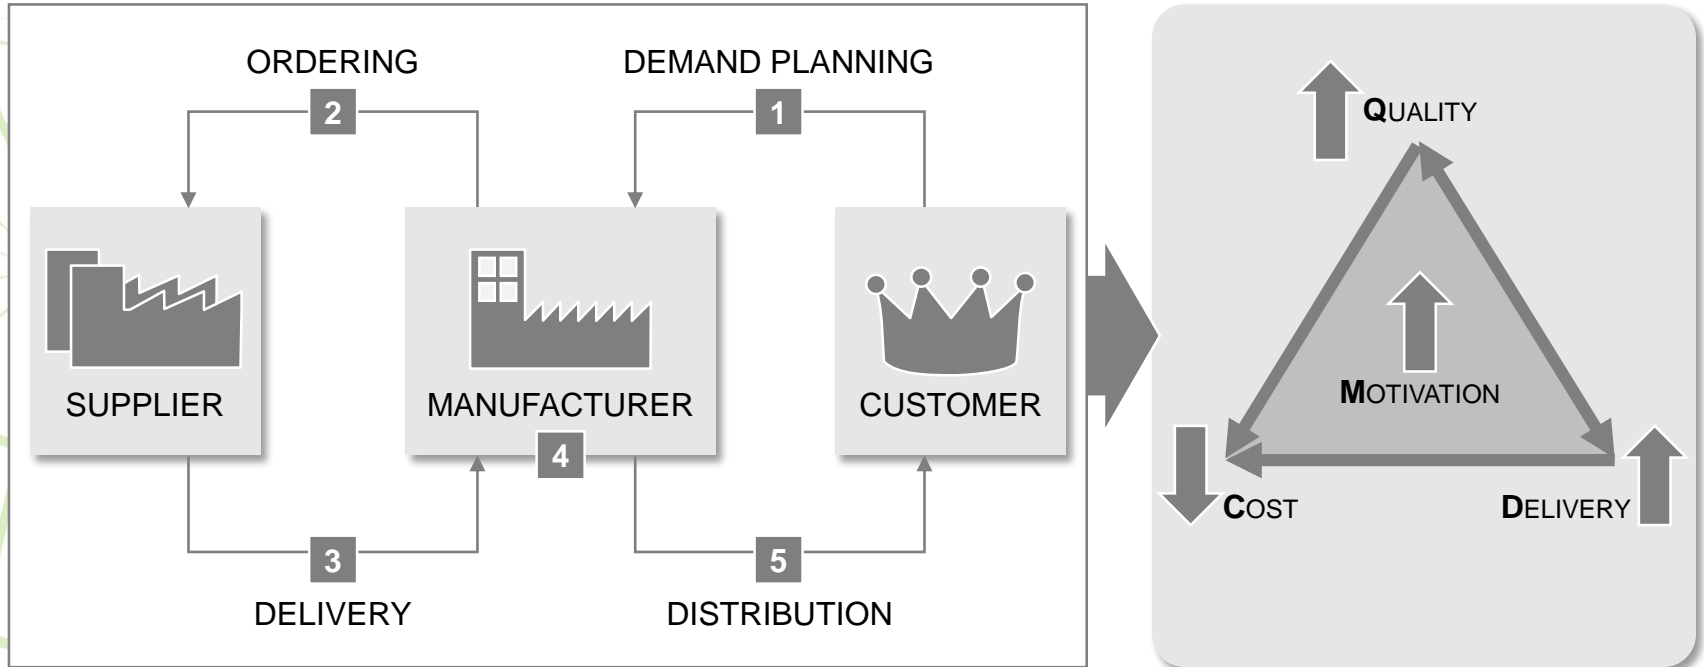 ORDERING
DEMAND PLANNING
2
1
SUPPLIER
MANUFACTURER
CUSTOMER
4
3
5
DELIVERY
DISTRIBUTION
QUALITY
MOTIVATION
COST
DELIVERY